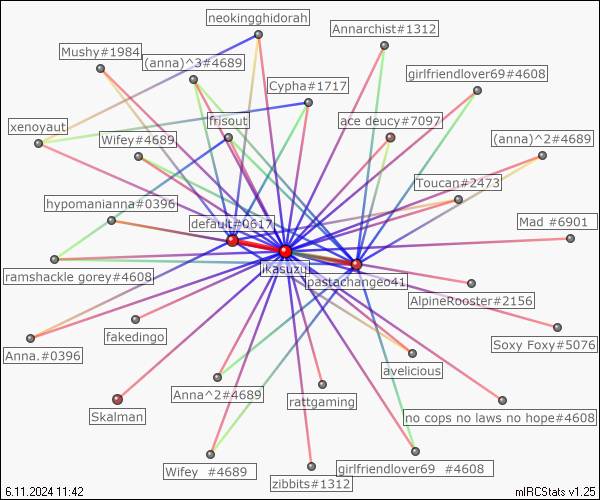 neokingghidorah
Annarchist#1312
Mushy#1984
(anna)^3#4689
girlfriendlover69#4608
Cypha#1717
xenoyaut
frisout
ace deucy#7097
Wifey#4689
(anna)^2#4689
Toucan#2473
hypomanianna#0396
default#0617
Mad #6901
ikasuzu
ramshackle gorey#4608
pastachangeo41
AlpineRooster#2156
fakedingo
Soxy Foxy#5076
Anna.#0396
avelicious
Anna^2#4689
rattgaming
Skalman
no cops no laws no hope#4608
Wifey  #4689
girlfriendlover69  #4608
zibbits#1312
6.11.2024 11:42
mIRCStats v1.25